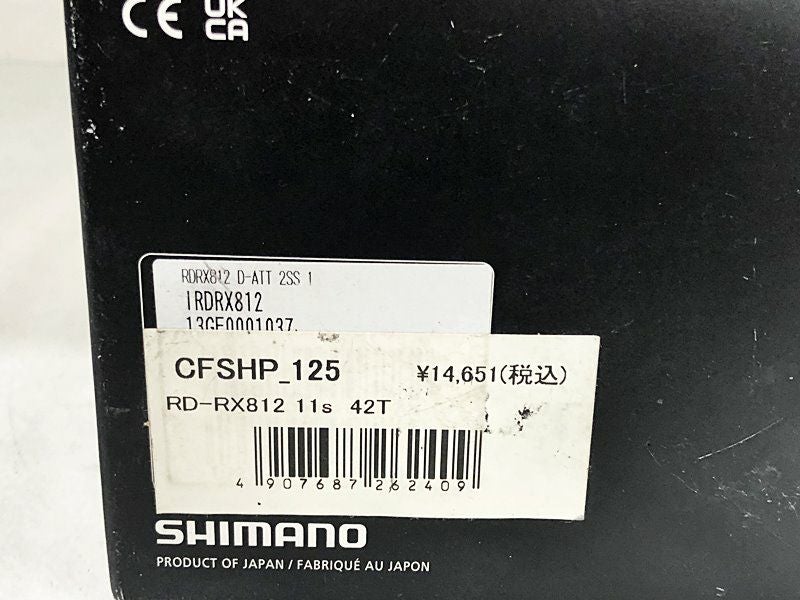 CE UK
CA
RDRX812 D-ATT 2SS 1
IRDRX812
13GE0001037
CFSHP_125 ¥14,651(税込)
RD-RX812 11s 42T
4 907687 262409
SHIMANO
PRODUCT OF JAPAN / FABRIQUÉ AU JAPON